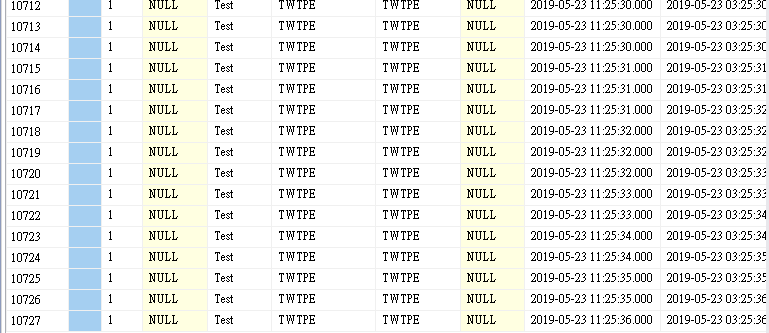 10712 1 NULL Test TWTPE TWTPE NULL 2019-05-23 11:25:30.000 2019-05-23 03:25:30
10713 1 NULL Test TWTPE TWTPE NULL 2019-05-23 11:25:30.000 2019-05-23 03:25:30
10714 1 NULL Test TWTPE TWTPE NULL 2019-05-23 11:25:30.000 2019-05-23 03:25:30
10715 1 NULL Test TWTPE TWTPE NULL 2019-05-23 11:25:31.000 2019-05-23 03:25:31
10716 1 NULL Test TWTPE TWTPE NULL 2019-05-23 11:25:31.000 2019-05-23 03:25:31
10717 1 NULL Test TWTPE TWTPE NULL 2019-05-23 11:25:31.000 2019-05-23 03:25:32
10718 1 NULL Test TWTPE TWTPE NULL 2019-05-23 11:25:32.000 2019-05-23 03:25:32
10719 1 NULL Test TWTPE TWTPE NULL 2019-05-23 11:25:32.000 2019-05-23 03:25:32
10720 1 NULL Test TWTPE TWTPE NULL 2019-05-23 11:25:32.000 2019-05-23 03:25:33
10721 1 NULL Test TWTPE TWTPE NULL 2019-05-23 11:25:33.000 2019-05-23 03:25:33
10722 1 NULL Test TWTPE TWTPE NULL 2019-05-23 11:25:33.000 2019-05-23 03:25:34
10723 1 NULL Test TWTPE TWTPE NULL 2019-05-23 11:25:34.000 2019-05-23 03:25:34
10724 1 NULL Test TWTPE TWTPE NULL 2019-05-23 11:25:34.000 2019-05-23 03:25:35
10725 1 NULL Test TWTPE TWTPE NULL 2019-05-23 11:25:35.000 2019-05-23 03:25:35
10726 1 NULL Test TWTPE TWTPE NULL 2019-05-23 11:25:35.000 2019-05-23 03:25:36
10727 1 NULL Test TWTPE TWTPE NULL 2019-05-23 11:25:36.000 2019-05-23 03:25:36